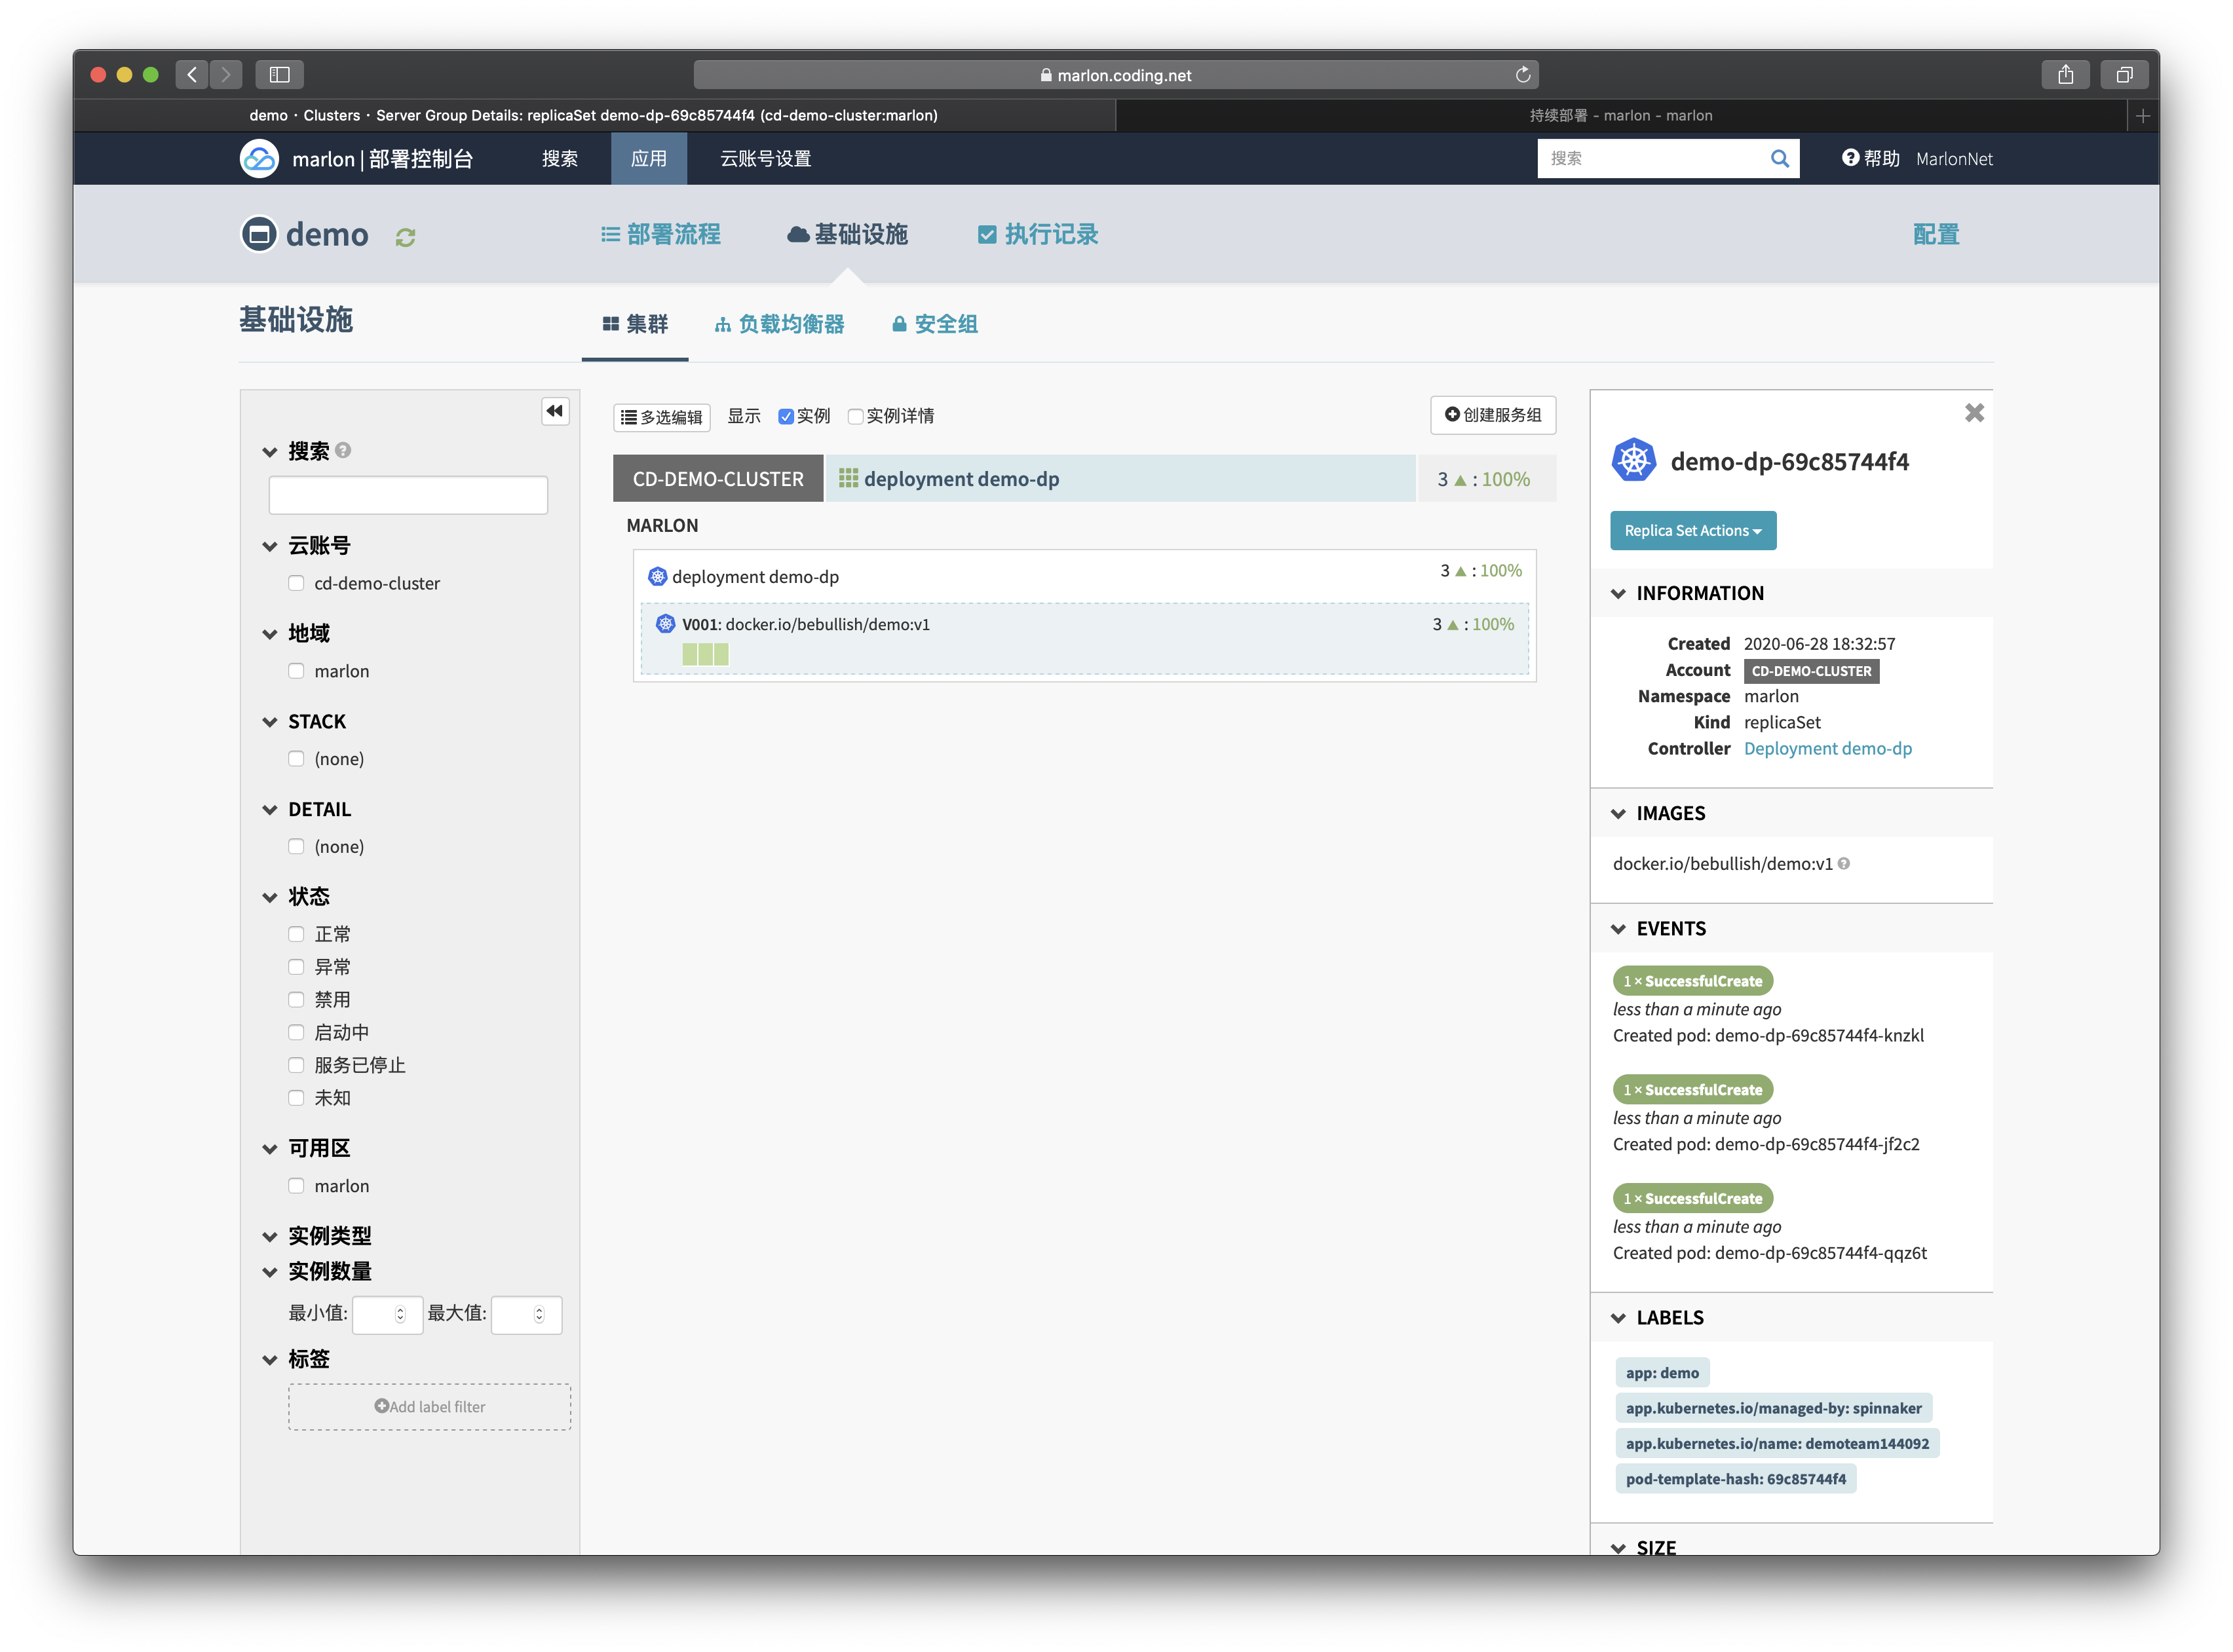 marlon.coding.net
demo · Clusters · Server Group Details: replicaSet demo-dp-69c85744f4 (cd-demo-cluster:marlon)
持续部署 - marlon - marlon
marlon | 部署控制台
搜索
应用
云账号设置
搜索
帮助
MarlonNet
demo
部署流程
基础设施
执行记录
配置
基础设施
集群
负载均衡器
安全组
搜索
云账号
cd-demo-cluster
地域
marlon
STACK
(none)
DETAIL
(none)
状态
正常
异常
禁用
启动中
服务已停止
未知
可用区
marlon
实例类型
实例数量
最小值: 最大值:
标签
Add label filter
多选编辑 显示 实例 实例详情
创建服务组
CD-DEMO-CLUSTER deployment demo-dp 3 ▲ : 100%
MARLON
deployment demo-dp 3 ▲ : 100%
V001: docker.io/bebullish/demo:v1 3 ▲ : 100%
demo-dp-69c85744f4
Replica Set Actions
INFORMATION
Created 2020-06-28 18:32:57
Account CD-DEMO-CLUSTER
Namespace marlon
Kind replicaSet
Controller Deployment demo-dp
IMAGES
docker.io/bebullish/demo:v1
EVENTS
1 × SuccessfulCreate
less than a minute ago
Created pod: demo-dp-69c85744f4-knzkl
1 × SuccessfulCreate
less than a minute ago
Created pod: demo-dp-69c85744f4-jf2c2
1 × SuccessfulCreate
less than a minute ago
Created pod: demo-dp-69c85744f4-qqz6t
LABELS
app: demo
app.kubernetes.io/managed-by: spinnaker
app.kubernetes.io/name: demoteam144092
pod-template-hash: 69c85744f4
SIZE